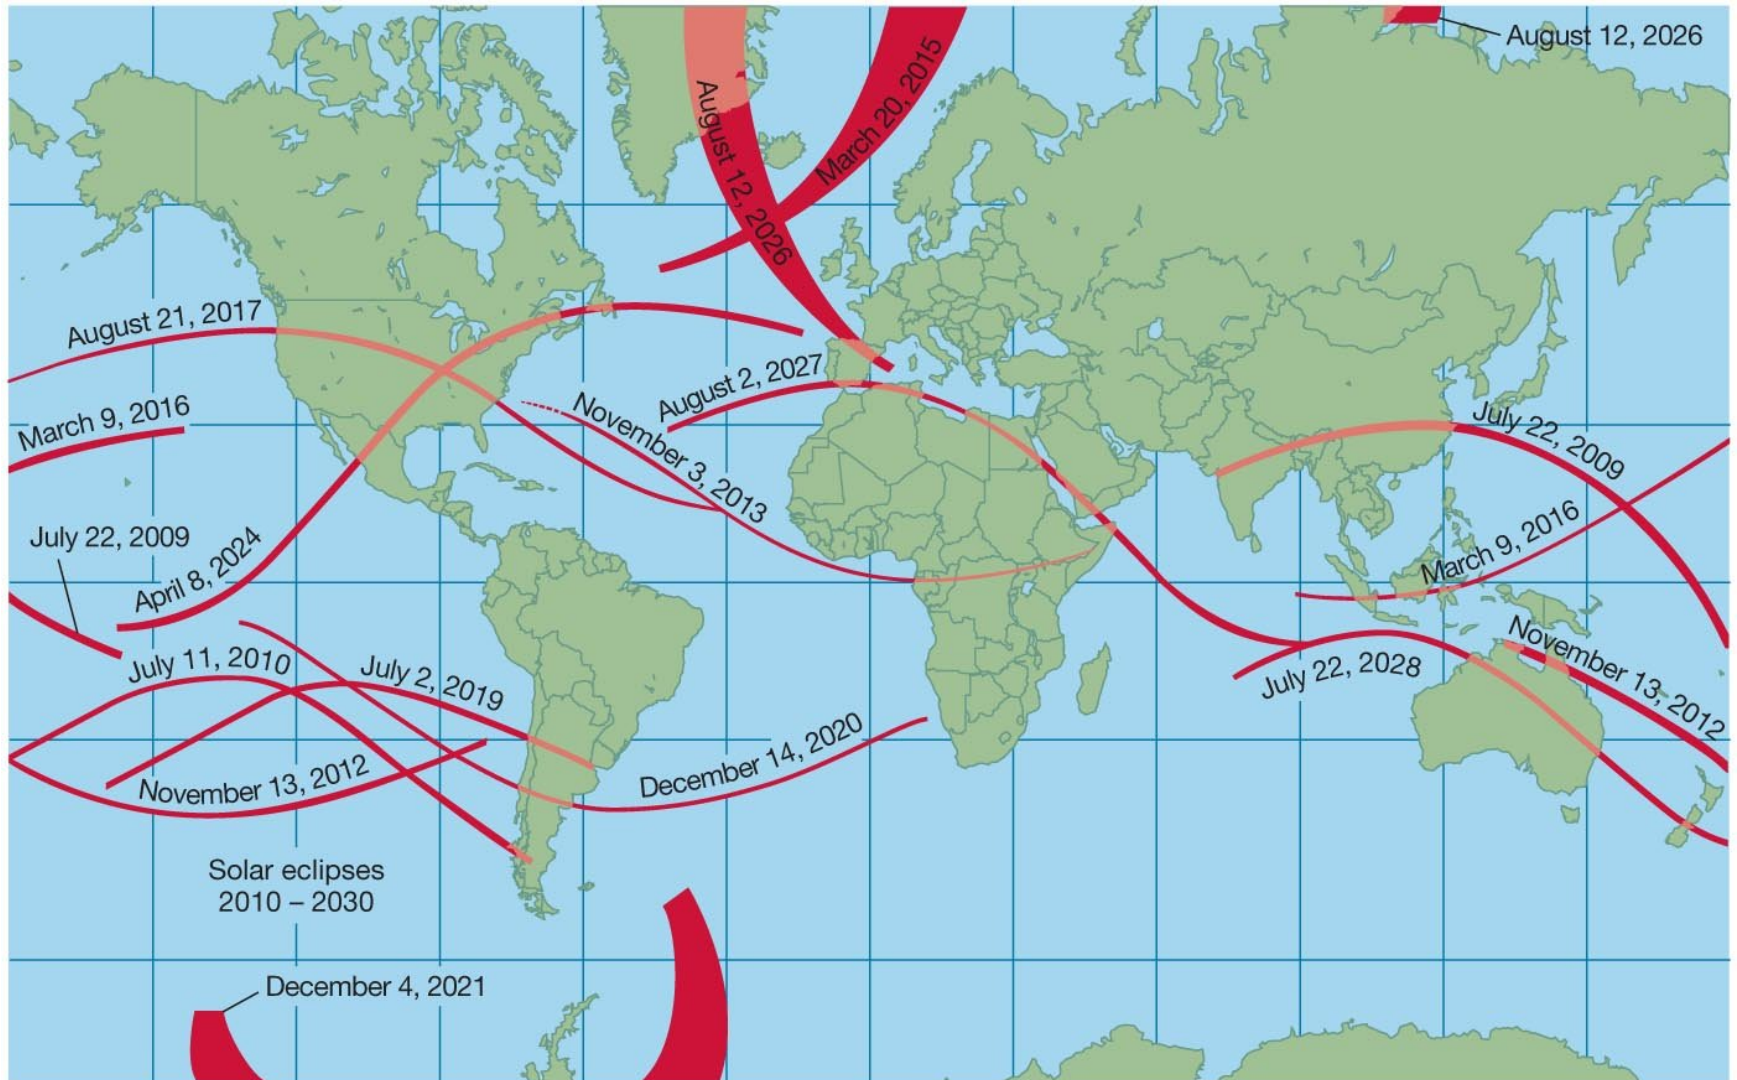 August 12, 2026
March 20, 2015
August 12, 2026
August 21, 2017
August 2, 2027
March 9, 2016
November 3, 2013
July 22, 2009
July 22, 2009
April 8, 2024
March 9, 2016
July 11, 2010
July 2, 2019
July 22, 2028
November 13, 2012
December 14, 2020
November 13, 2012
Solar eclipses
2010 – 2030
December 4, 2021